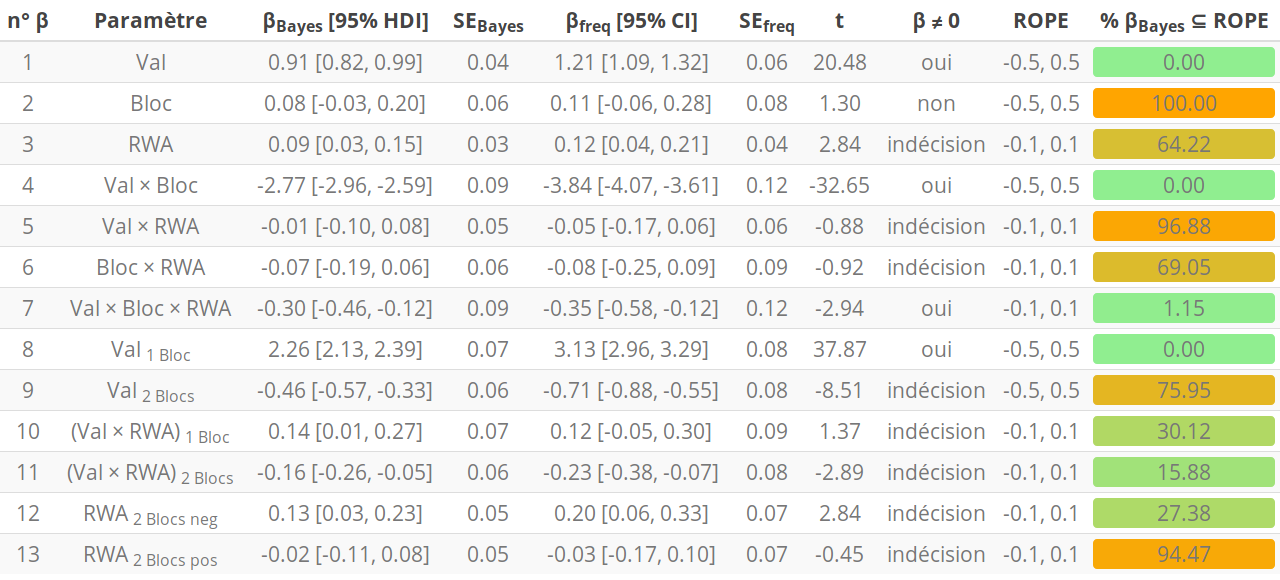 n° β Paramètre βBayes [95% HDI] SEBayes βfreq [95% CI] SEfreq t β ≠ 0 ROPE % βBayes ⊆ ROPE
1 Val 0.91 [0.82, 0.99] 0.04 1.21 [1.09, 1.32] 0.06 20.48 oui -0.5, 0.5 0.00
2 Bloc 0.08 [-0.03, 0.20] 0.06 0.11 [-0.06, 0.28] 0.08 1.30 non -0.5, 0.5 100.00
3 RWA 0.09 [0.03, 0.15] 0.03 0.12 [0.04, 0.21] 0.04 2.84 indécision -0.1, 0.1 64.22
4 Val × Bloc -2.77 [-2.96, -2.59] 0.09 -3.84 [-4.07, -3.61] 0.12 -32.65 oui -0.5, 0.5 0.00
5 Val × RWA -0.01 [-0.10, 0.08] 0.05 -0.05 [-0.17, 0.06] 0.06 -0.88 indécision -0.1, 0.1 96.88
6 Bloc × RWA -0.07 [-0.19, 0.06] 0.06 -0.08 [-0.25, 0.09] 0.09 -0.92 indécision -0.1, 0.1 69.05
7 Val × Bloc × RWA -0.30 [-0.46, -0.12] 0.09 -0.35 [-0.58, -0.12] 0.12 -2.94 oui -0.1, 0.1 1.15
8 Val 1 Bloc 2.26 [2.13, 2.39] 0.07 3.13 [2.96, 3.29] 0.08 37.87 oui -0.5, 0.5 0.00
9 Val 2 Blocs -0.46 [-0.57, -0.33] 0.06 -0.71 [-0.88, -0.55] 0.08 -8.51 indécision -0.5, 0.5 75.95
10 (Val × RWA) 1 Bloc 0.14 [0.01, 0.27] 0.07 0.12 [-0.05, 0.30] 0.09 1.37 indécision -0.1, 0.1 30.12
11 (Val × RWA) 2 Blocs -0.16 [-0.26, -0.05] 0.06 -0.23 [-0.38, -0.07] 0.08 -2.89 indécision -0.1, 0.1 15.88
12 RWA 2 Blocs neg 0.13 [0.03, 0.23] 0.05 0.20 [0.06, 0.33] 0.07 2.84 indécision -0.1, 0.1 27.38
13 RWA 2 Blocs pos -0.02 [-0.11, 0.08] 0.05 -0.03 [-0.17, 0.10] 0.07 -0.45 indécision -0.1, 0.1 94.47